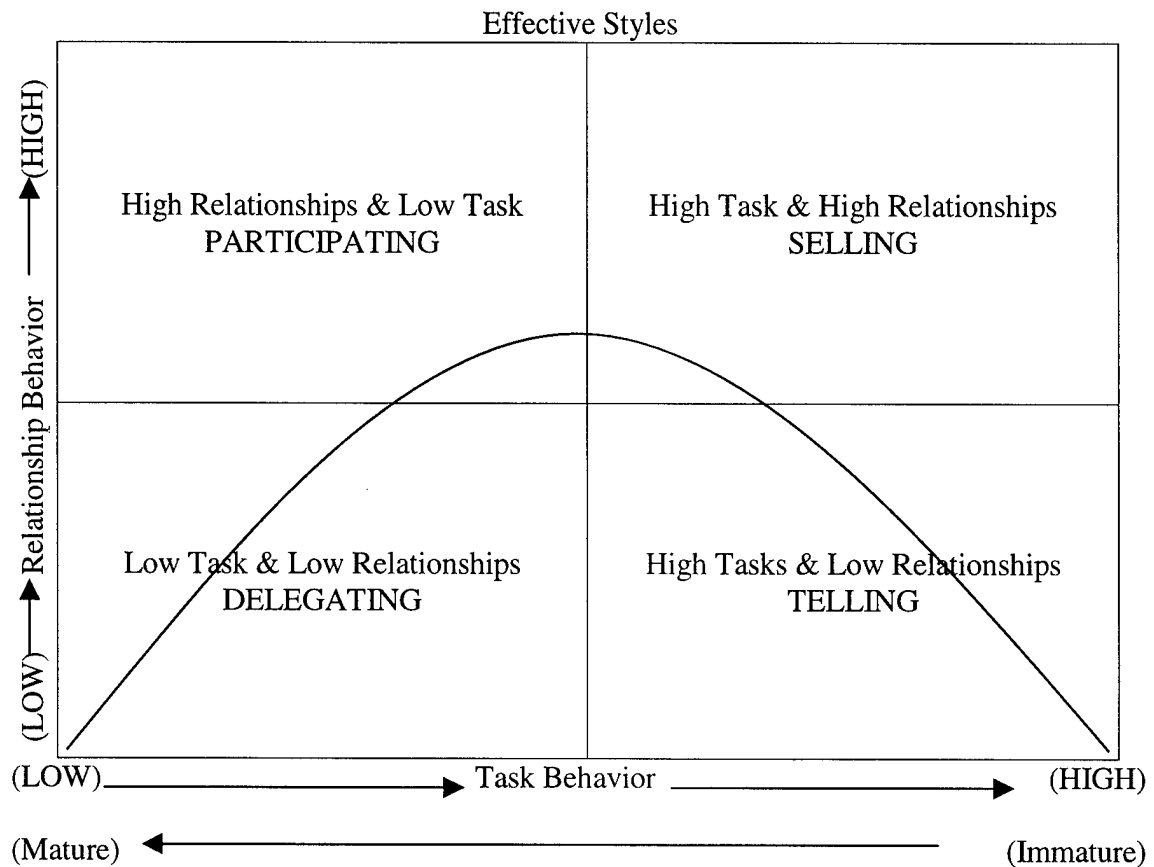 Effective Styles
(HIGH)
Relationship Behavior
(LOW)
High Relationships & Low Task
PARTICIPATING
High Task & High Relationships
SELLING
Low Task & Low Relationships
DELEGATING
High Tasks & Low Relationships
TELLING
(LOW)
Task Behavior
(HIGH)
(Mature)
(Immature)